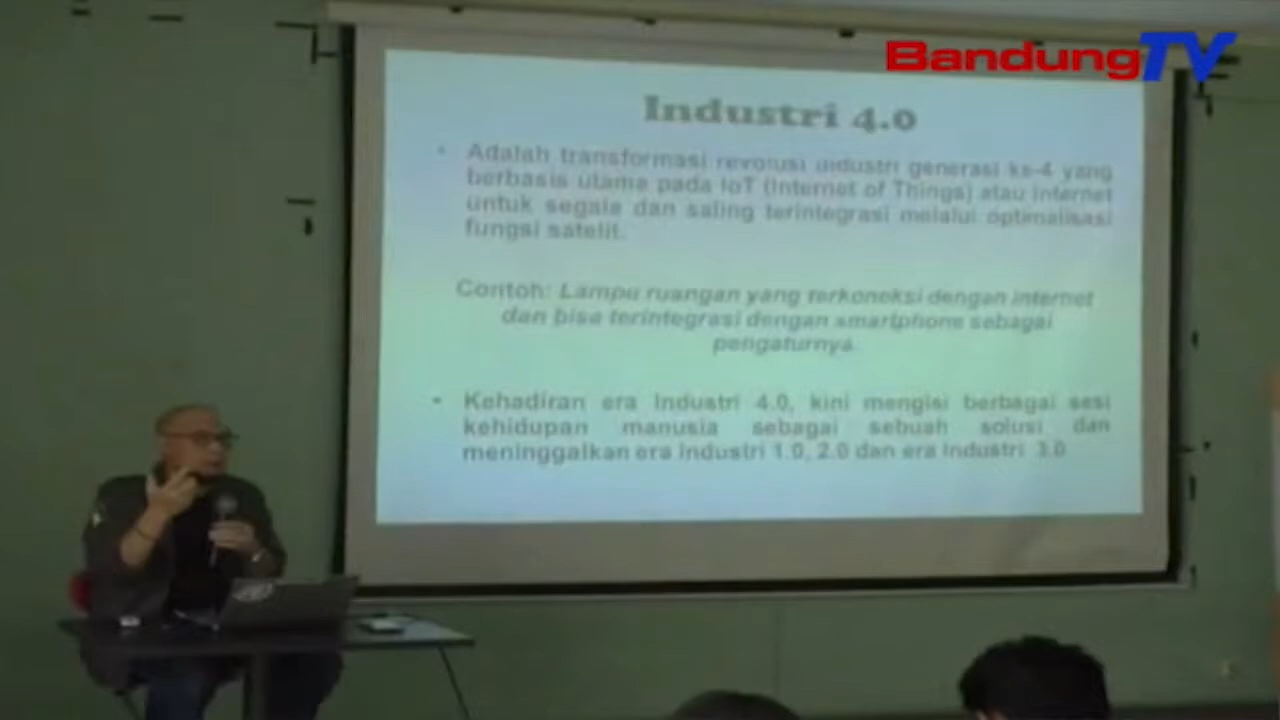 BandungTV
Industri 4.0
• Adalah transformasi revolusi industri generasi ke-4 yang
berbasis utama pada IoT (Internet of Things) atau internet
untuk segala dan saling terintegrasi melalui optimalisasi
fungsi satelit.
Contoh: Lampu ruangan yang terkoneksi dengan internet
dan bisa terintegrasi dengan smartphone sebagai
pengaturnya.
• Kehadiran era Industri 4.0, kini mengisi berbagai sesi
kehidupan manusia sebagai sebuah solusi dan
meninggalkan era Industri 1.0, 2.0 dan era Industri 3.0